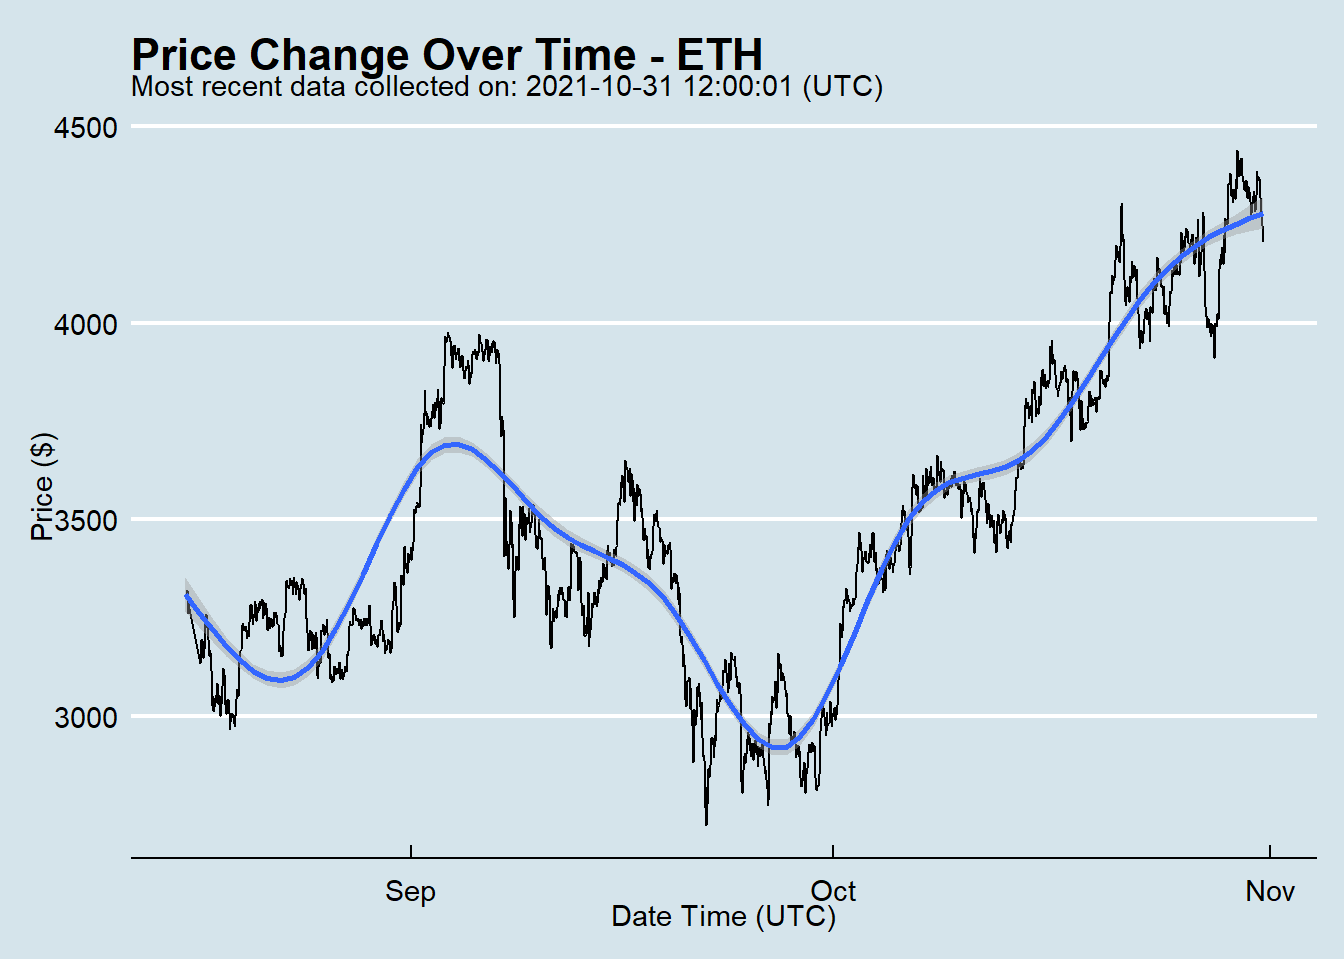 Price Change Over Time - ETH
Most recent data collected on: 2021-10-31 12:00:01 (UTC)
4500
4000
3500
3000
Price ($)
Sep
Oct
Nov
Date Time (UTC)